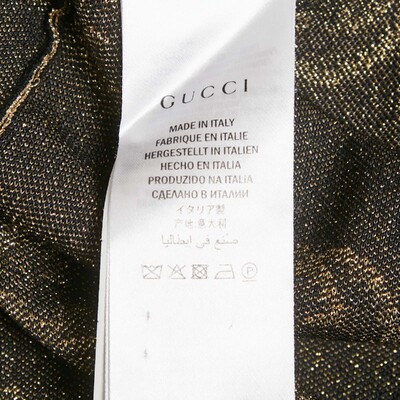 GUCCI
MADE IN ITALY
FABRIQUE EN ITALIE
HERGESTELLT IN ITALIEN
HECHO EN ITALIA
PRODUZIDO NA ITALIA
СДЕЛАНО В ИТАЛИИ
イタリア製
产地意大利
صنع في ايطاليا